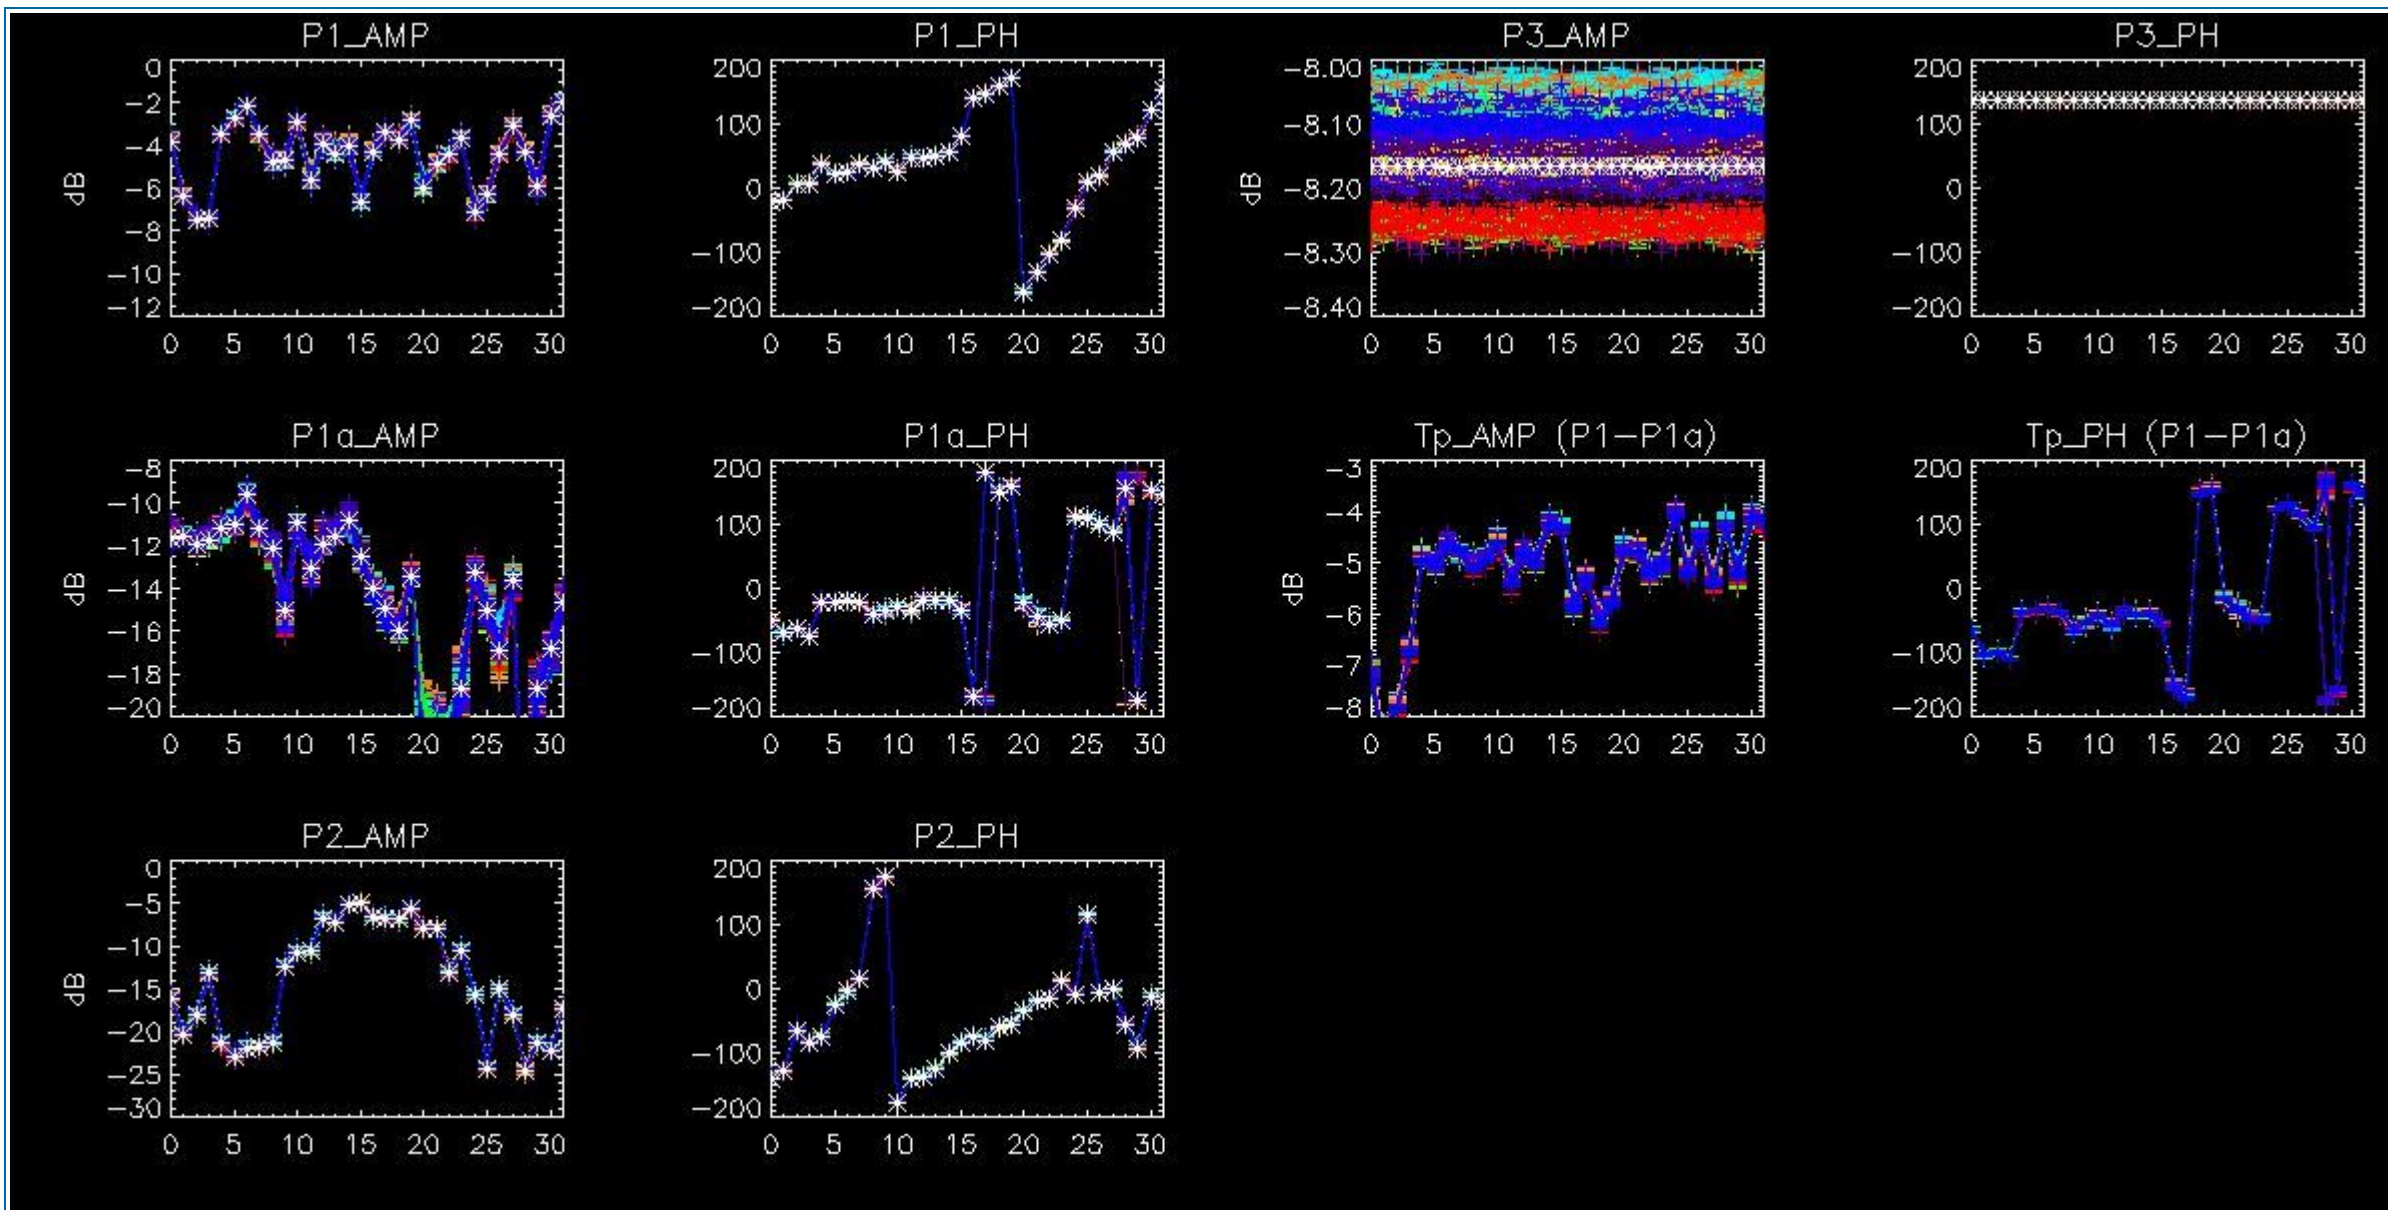 P1_AMP
0
−2
−4
−6
−8
−10
−12
dB
0 5 10 15 20 25 30
P1_PH
200
100
0
−100
−200
0 5 10 15 20 25 30
P3_AMP
−8.00
−8.10
−8.20
−8.30
−8.40
dB
0 5 10 15 20 25 30
P3_PH
200
100
0
−100
−200
0 5 10 15 20 25 30
P1a_AMP
−8
−10
−12
−14
−16
−18
−20
dB
0 5 10 15 20 25 30
P1a_PH
200
100
0
−100
−200
0 5 10 15 20 25 30
Tp_AMP (P1−P1a)
−3
−4
−5
−6
−7
−8
dB
0 5 10 15 20 25 30
Tp_PH (P1−P1a)
200
100
0
−100
−200
0 5 10 15 20 25 30
P2_AMP
0
−5
−10
−15
−20
−25
−30
dB
0 5 10 15 20 25 30
P2_PH
200
100
0
−100
−200
0 5 10 15 20 25 30